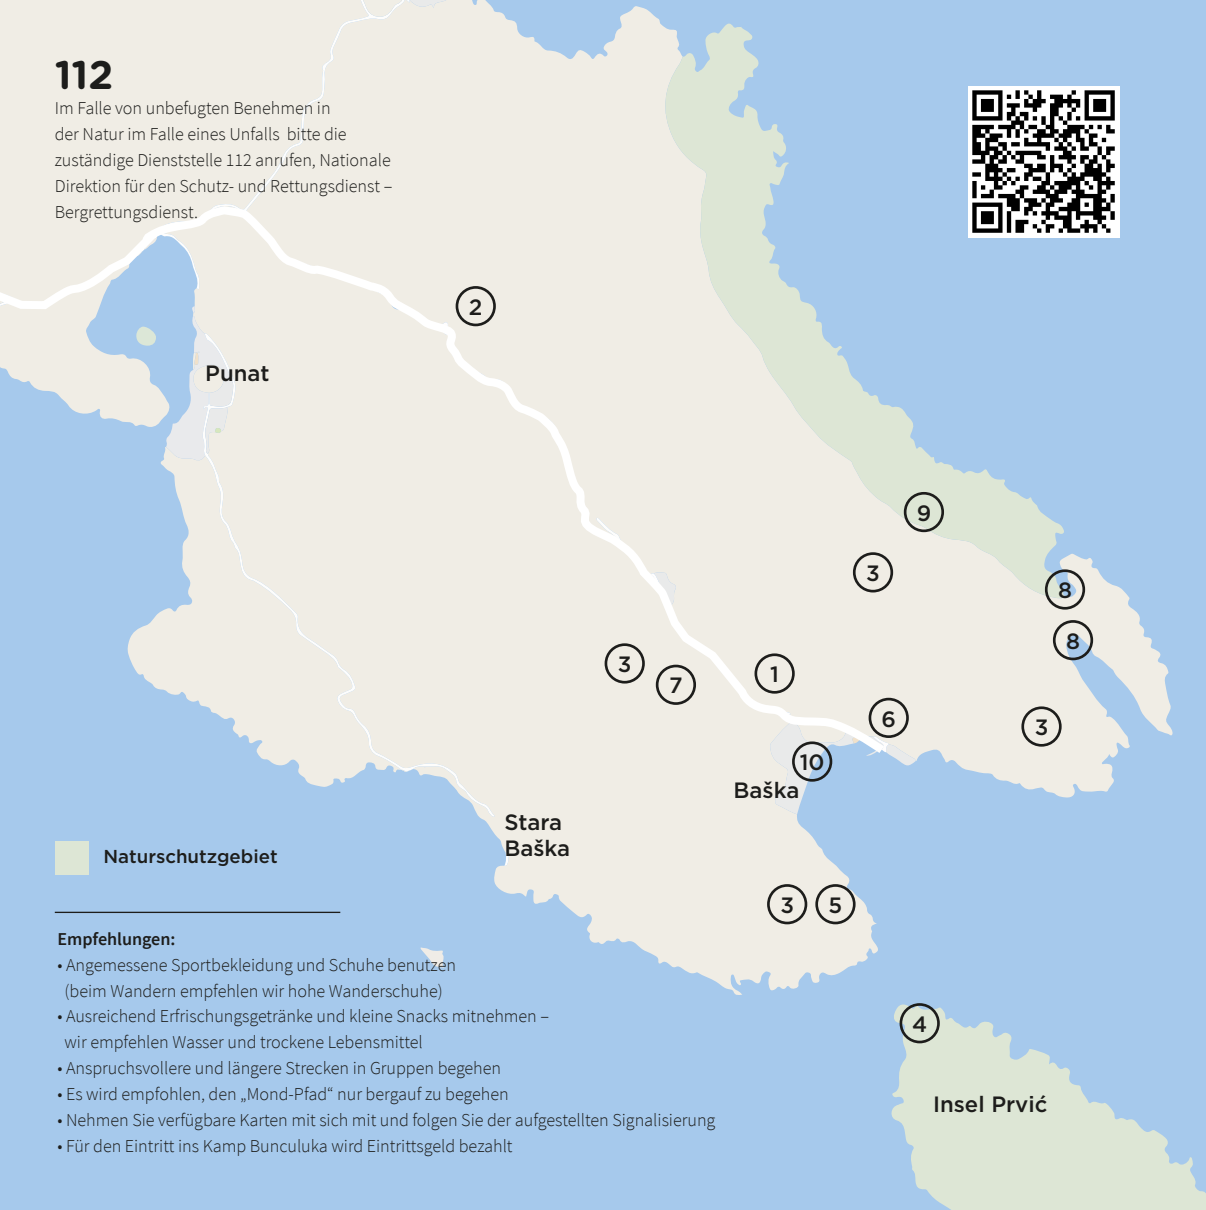 112
Im Falle von unbefugten Benehmen in
der Natur im Falle eines Unfalls  bitte die
zuständige Dienststelle 112 anrufen, Nationale
Direktion für den Schutz- und Rettungsdienst –
Bergrettungsdienst.
2
Punat
9
3
8
8
3
7
1
6
3
10
Baška
Stara
Baška
3
5
4
Insel Prvić
Naturschutzgebiet
Empfehlungen:
• Angemessene Sportbekleidung und Schuhe benutzen
(beim Wandern empfehlen wir hohe Wanderschuhe)
• Ausreichend Erfrischungsgetränke und kleine Snacks mitnehmen –
wir empfehlen Wasser und trockene Lebensmittel
• Anspruchsvollere und längere Strecken in Gruppen begehen
• Es wird empfohlen, den „Mond-Pfad“ nur bergauf zu begehen
• Nehmen Sie verfügbare Karten mit sich mit und folgen Sie der aufgestellten Signalisierung
• Für den Eintritt ins Kamp Bunculuka wird Eintrittsgeld bezahlt